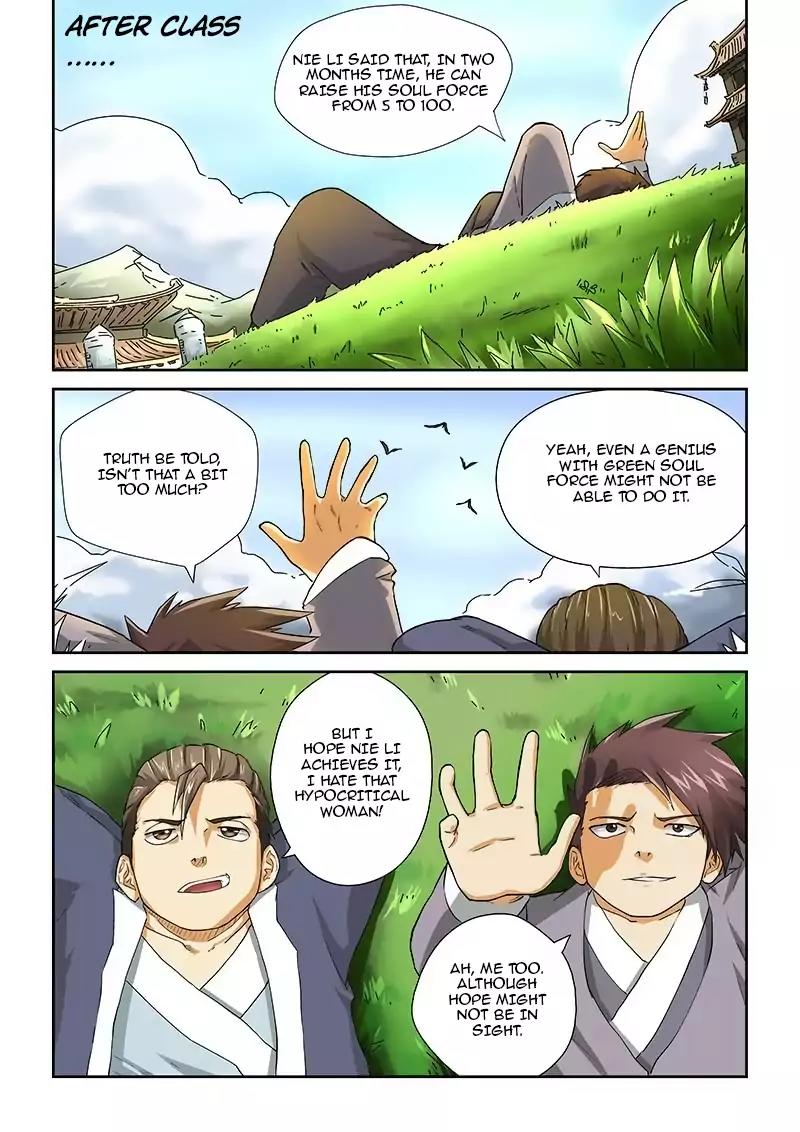 AFTER CLASS
......
NIE LI SAID THAT, IN TWO
MONTHS TIME, HE CAN
RAISE HIS SOUL FORCE
FROM 5 TO 100.
TRUTH BE TOLD,
ISN'T THAT A BIT
TOO MUCH?
YEAH, EVEN A GENIUS
WITH GREEN SOUL
FORCE MIGHT NOT BE
ABLE TO DO IT.
BUT I
HOPE NIE LI
ACHIEVES IT,
I HATE THAT
HYPOCRITICAL
WOMAN!
AH, ME TOO.
ALTHOUGH
HOPE MIGHT
NOT BE IN
SIGHT.